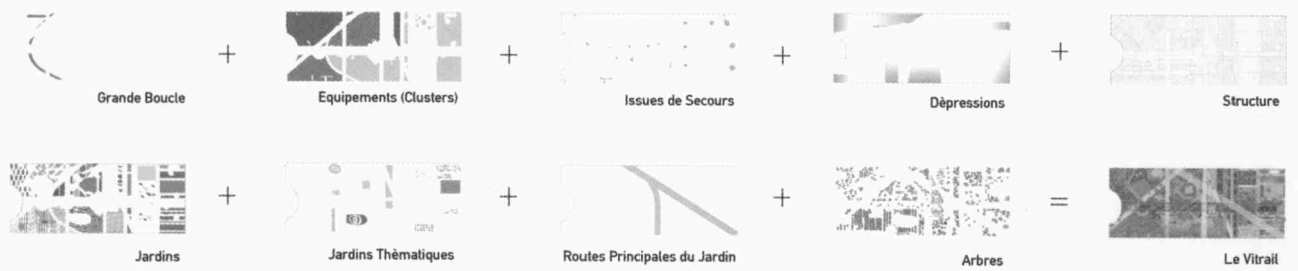 Grande Boucle
Equipements (Clusters)
Issues de Secours
Dèpressions
Structure
Jardins
Jardins Thèmatiques
Routes Principales du Jardin
Arbres
Le Vitrail